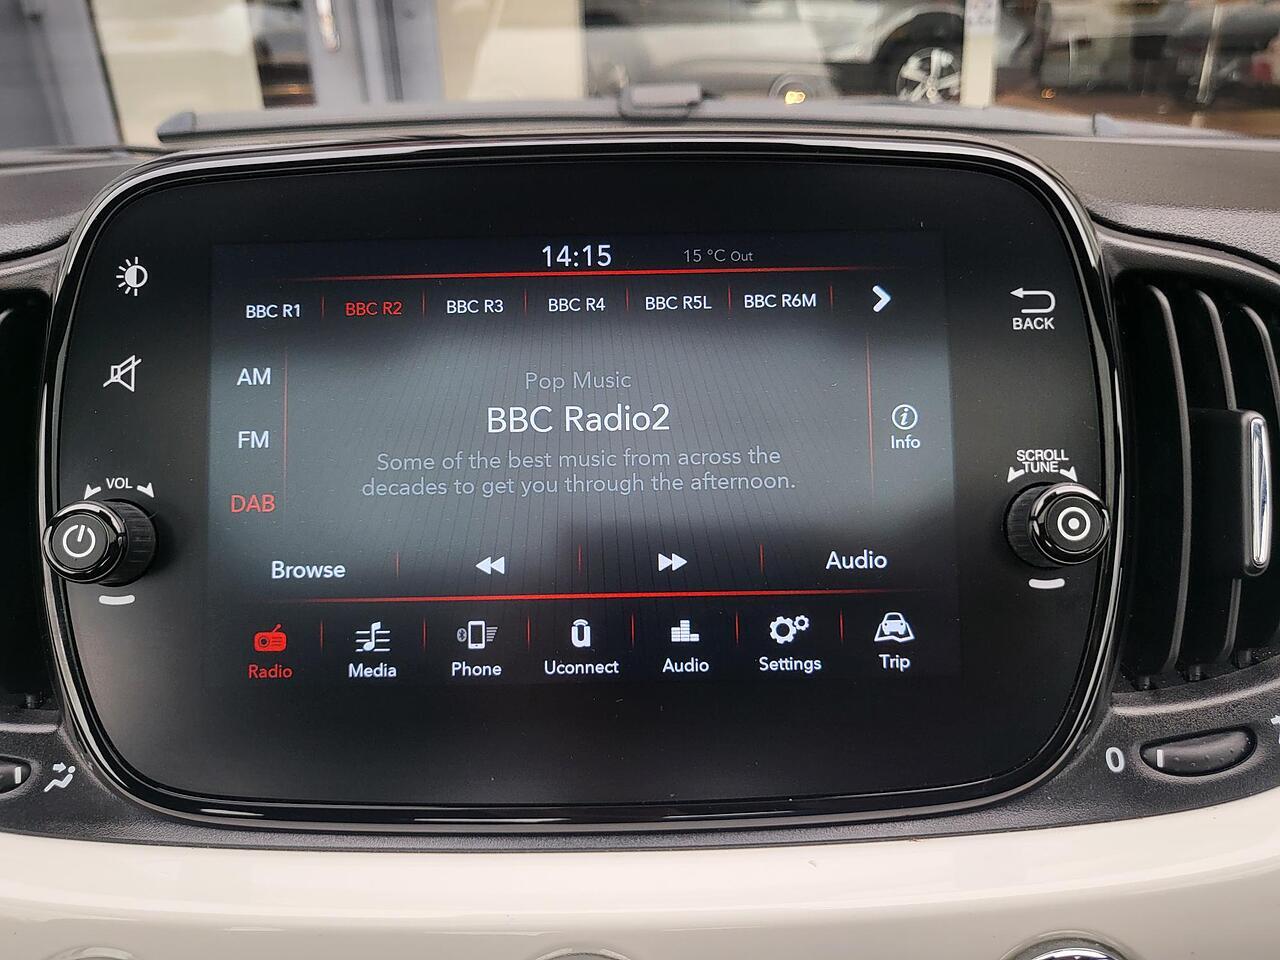 14:15
15 °C Out
BBC R1
BBC R2
BBC R3
BBC R4
BBC R5L
BBC R6M
BACK
AM
FM
DAB
Pop Music
BBC Radio2
Some of the best music from across the
decades to get you through the afternoon.
Info
VOL
SCROLL
TUNE
Browse
Audio
Radio
Media
Phone
Uconnect
Audio
Settings
Trip
0